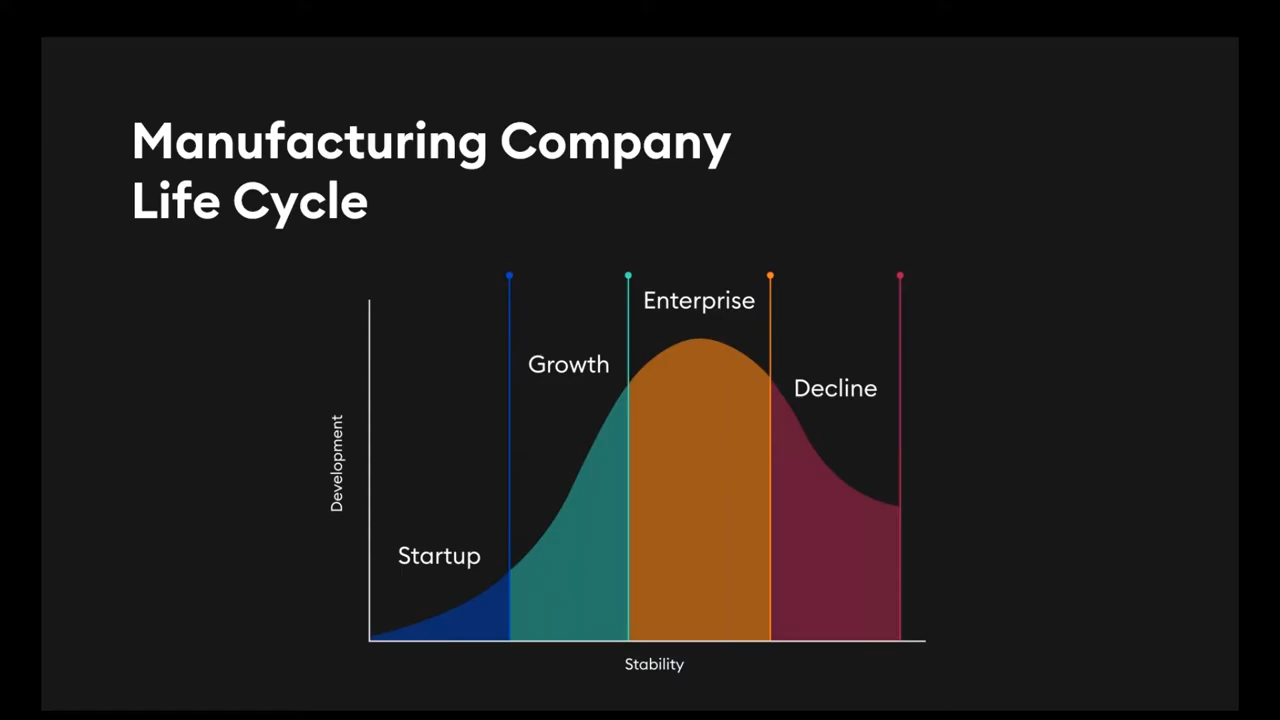 Manufacturing Company
Life Cycle
Enterprise
Growth
Decline
Development
Startup
Stability